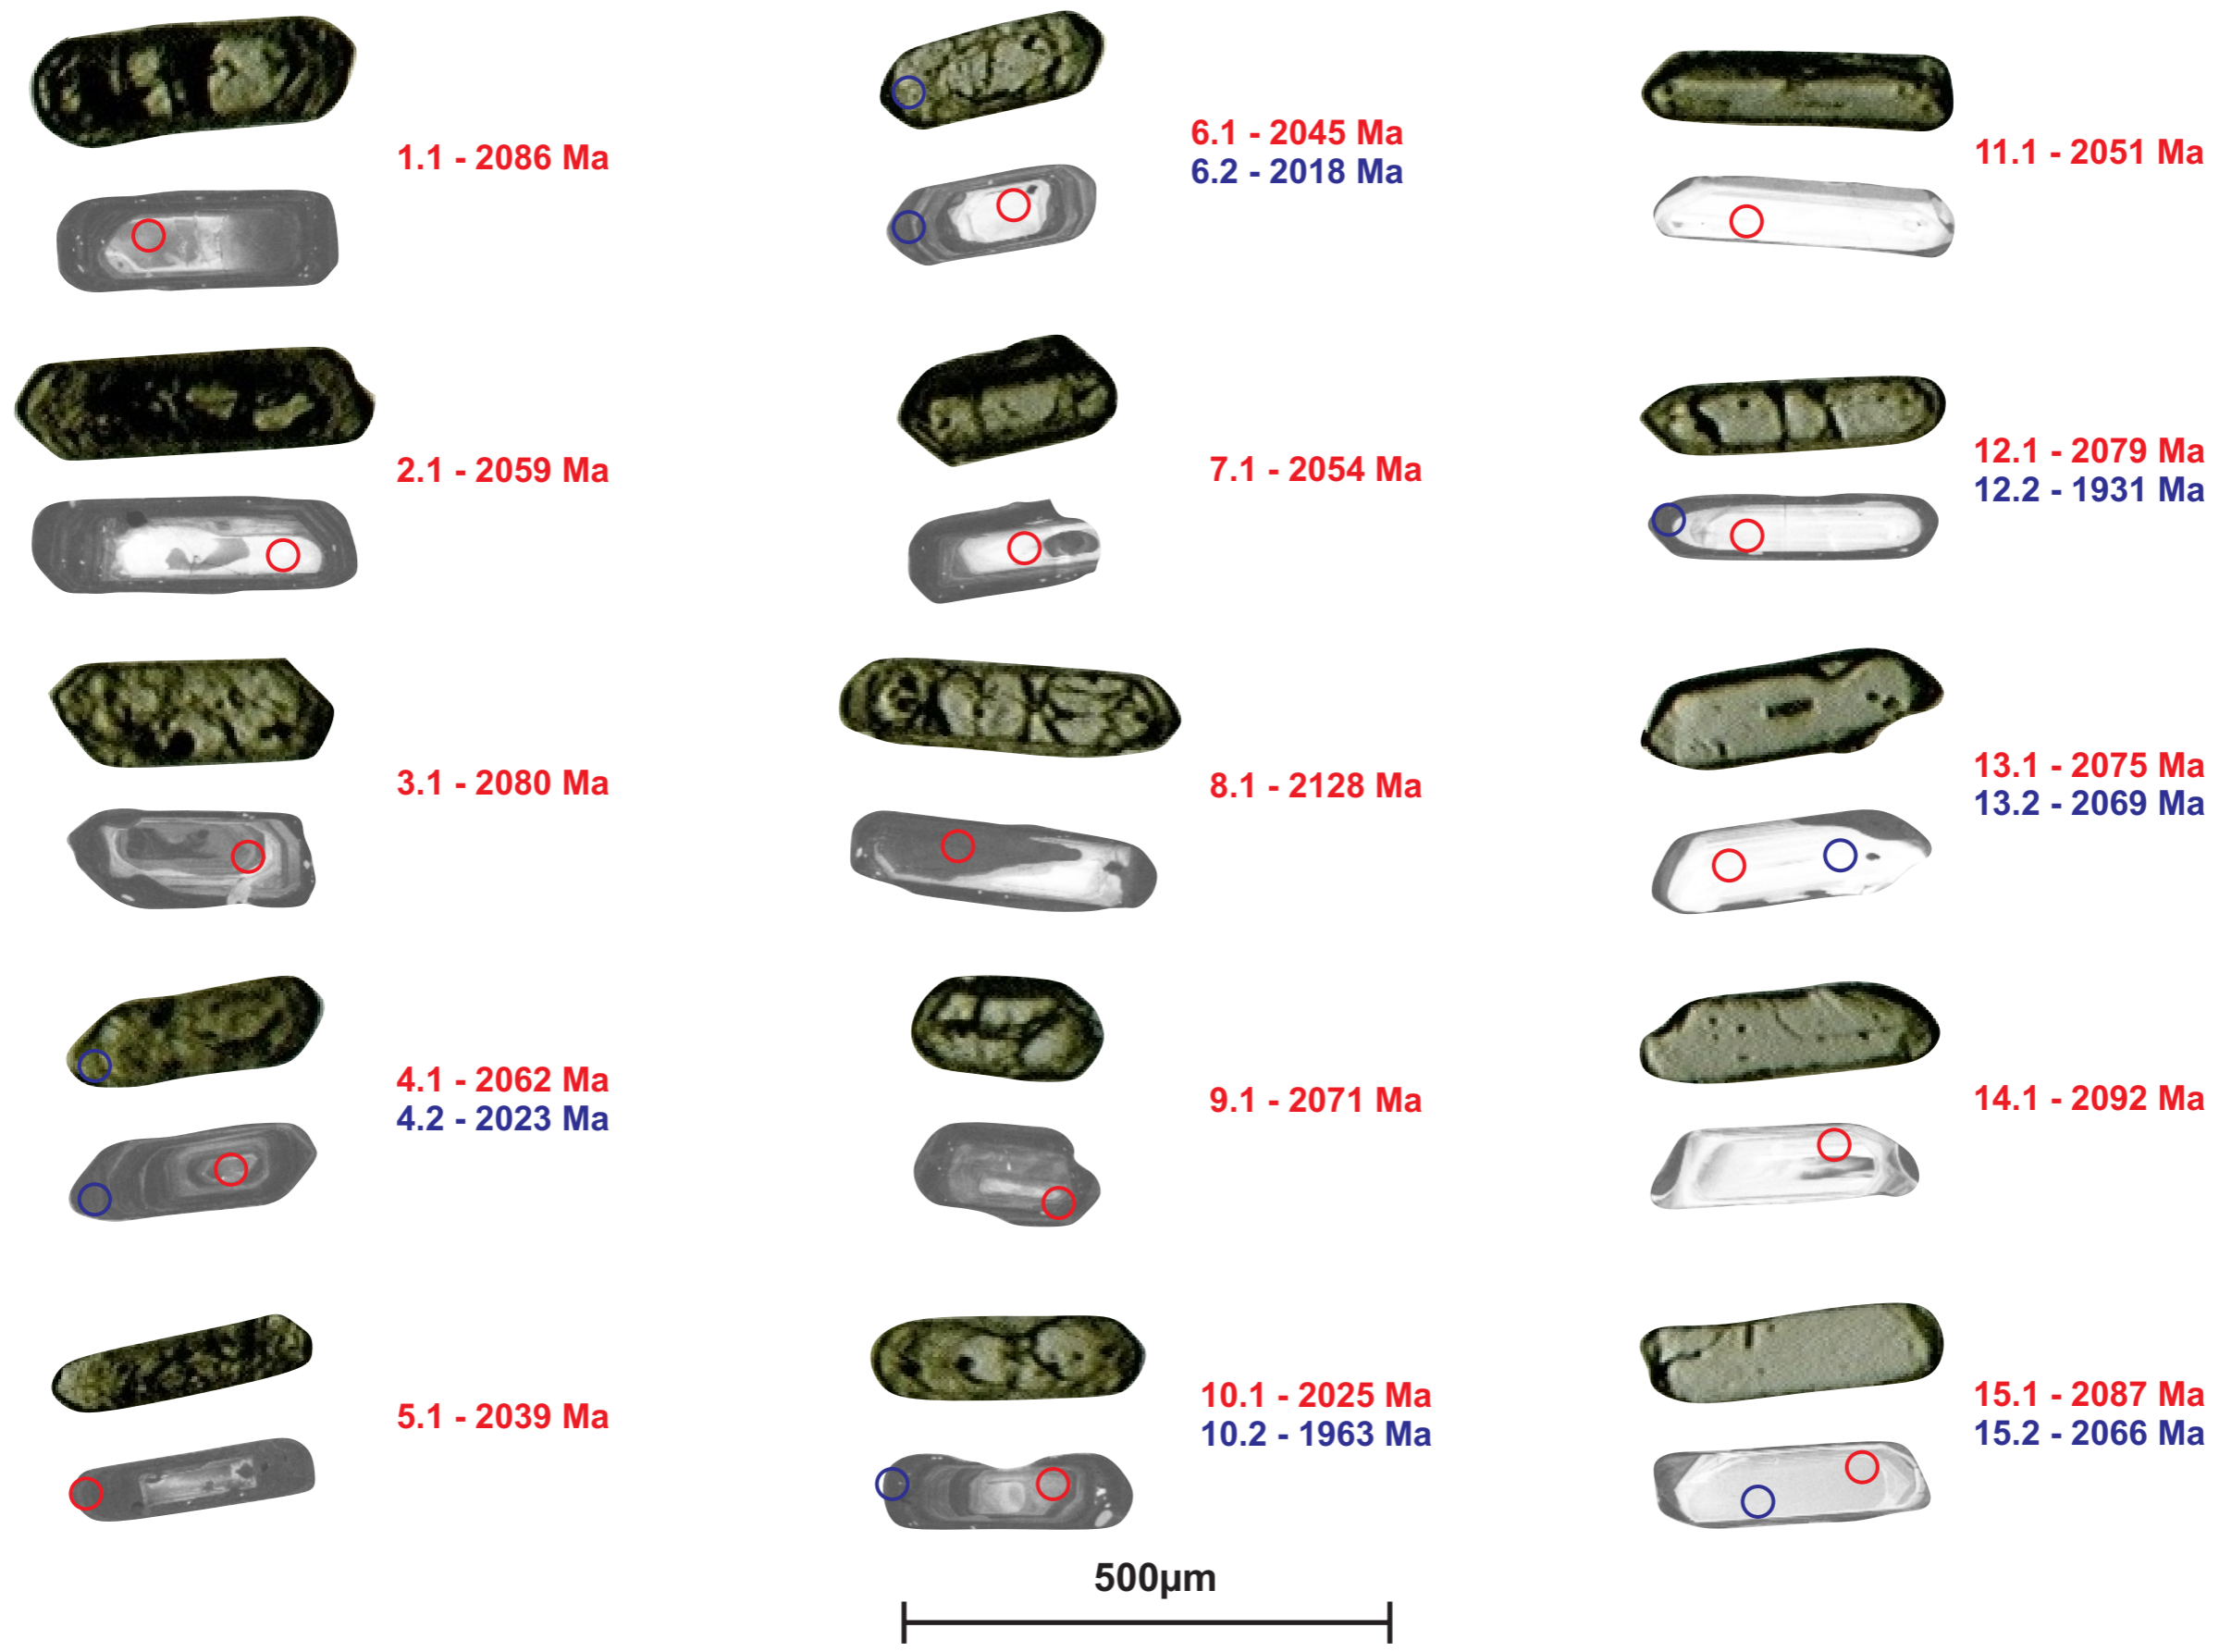 1.1 - 2086 Ma
2.1 - 2059 Ma
3.1 - 2080 Ma
4.1 - 2062 Ma
4.2 - 2023 Ma
5.1 - 2039 Ma
6.1 - 2045 Ma
6.2 - 2018 Ma
7.1 - 2054 Ma
8.1 - 2128 Ma
9.1 - 2071 Ma
10.1 - 2025 Ma
10.2 - 1963 Ma
11.1 - 2051 Ma
12.1 - 2079 Ma
12.2 - 1931 Ma
13.1 - 2075 Ma
13.2 - 2069 Ma
14.1 - 2092 Ma
15.1 - 2087 Ma
15.2 - 2066 Ma
500µm